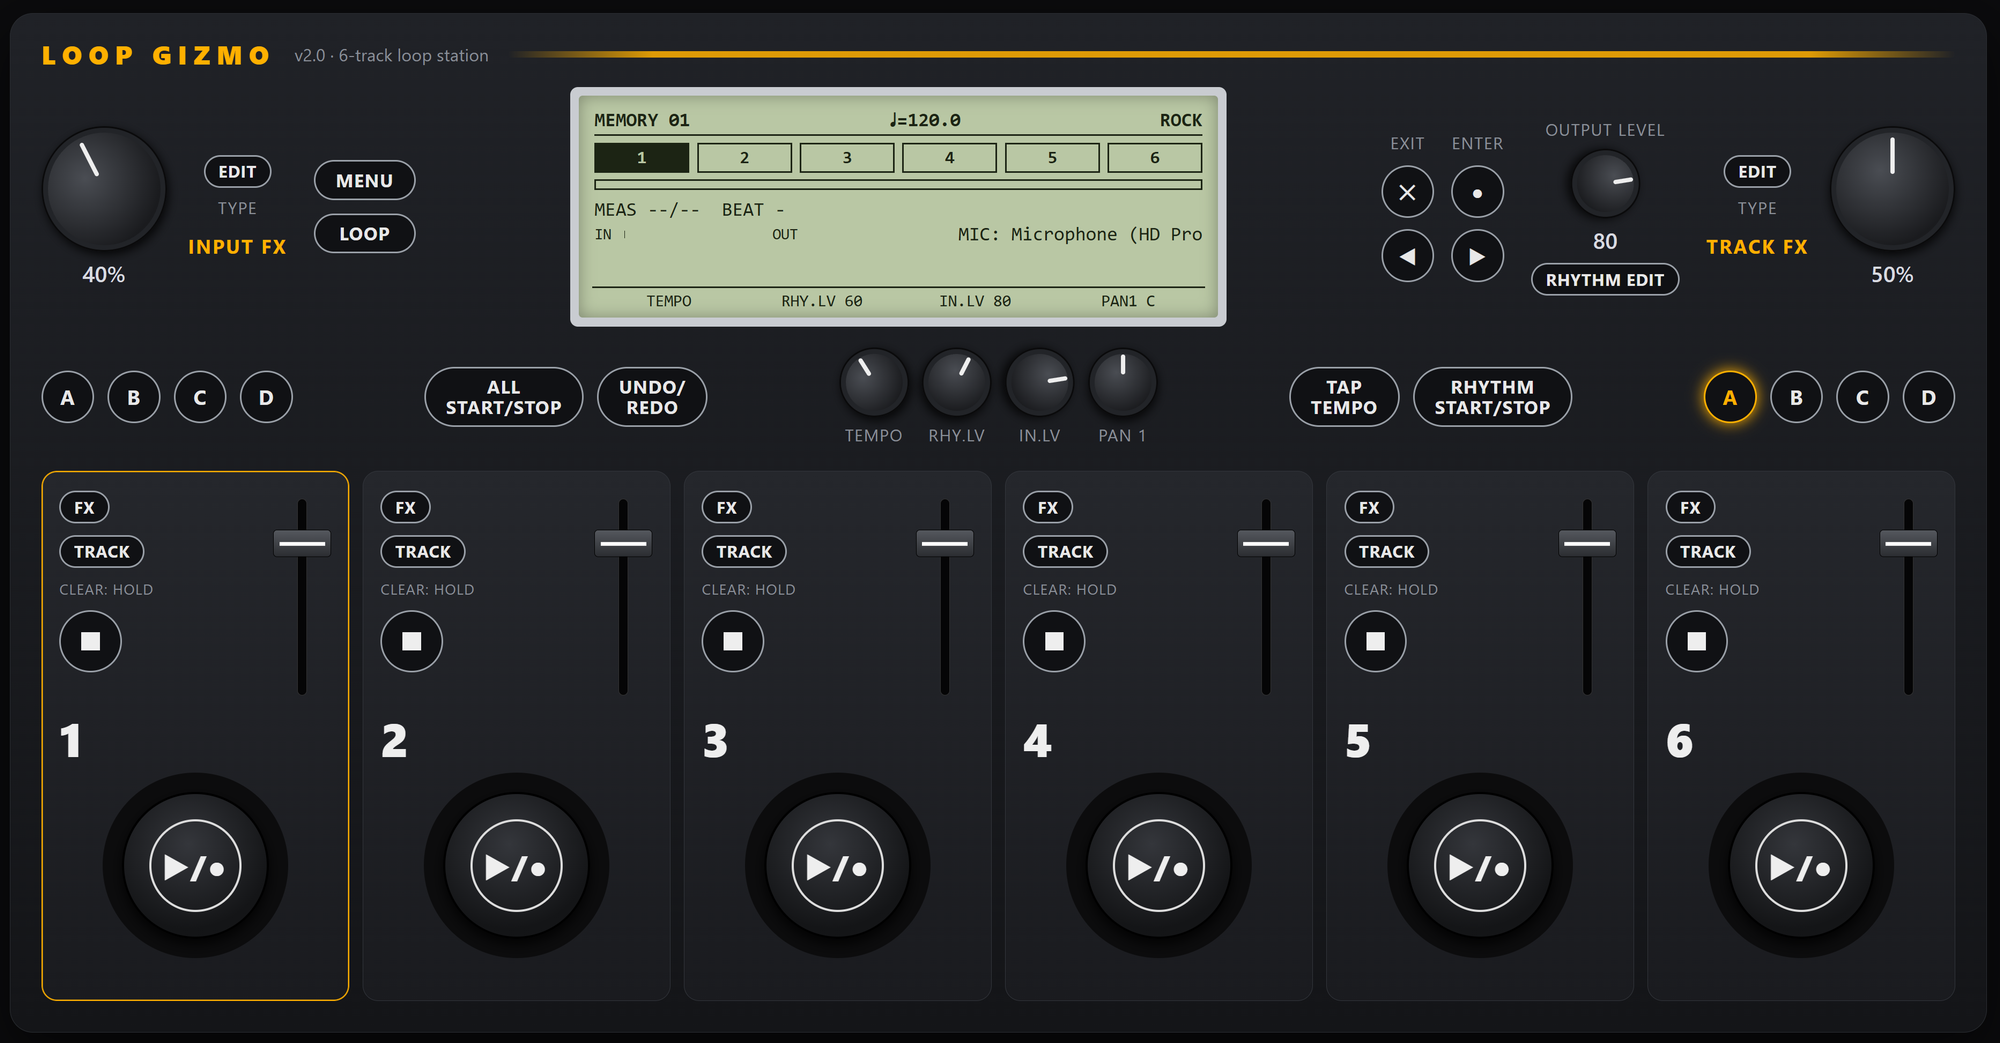 LOOP GIZMO v2.0 · 6-track loop station
MEMORY 01 ♩=120.0 ROCK
1 2 3 4 5 6
MEAS --/-- BEAT -
IN OUT MIC: Microphone (HD Pro
TEMPO RHY.LV 60 IN.LV 80 PAN1 C
40%
EDIT
TYPE
INPUT FX
MENU
LOOP
EXIT ENTER
OUTPUT LEVEL
80
RHYTHM EDIT
EDIT
TYPE
TRACK FX
50%
A B C D
ALL
START/STOP
UNDO/
REDO
TEMPO RHY.LV IN.LV PAN 1
TAP
TEMPO
RHYTHM
START/STOP
A B C D
FX
TRACK
CLEAR: HOLD
1
FX
TRACK
CLEAR: HOLD
2
FX
TRACK
CLEAR: HOLD
3
FX
TRACK
CLEAR: HOLD
4
FX
TRACK
CLEAR: HOLD
5
FX
TRACK
CLEAR: HOLD
6